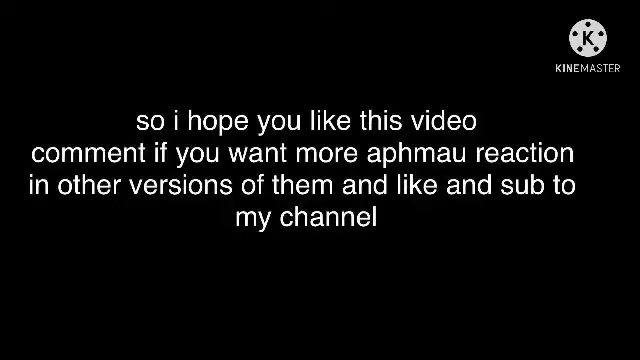 KINEMASTER
so i hope you like this video
comment if you want more aphmau reaction
in other versions of them and like and sub to
my channel